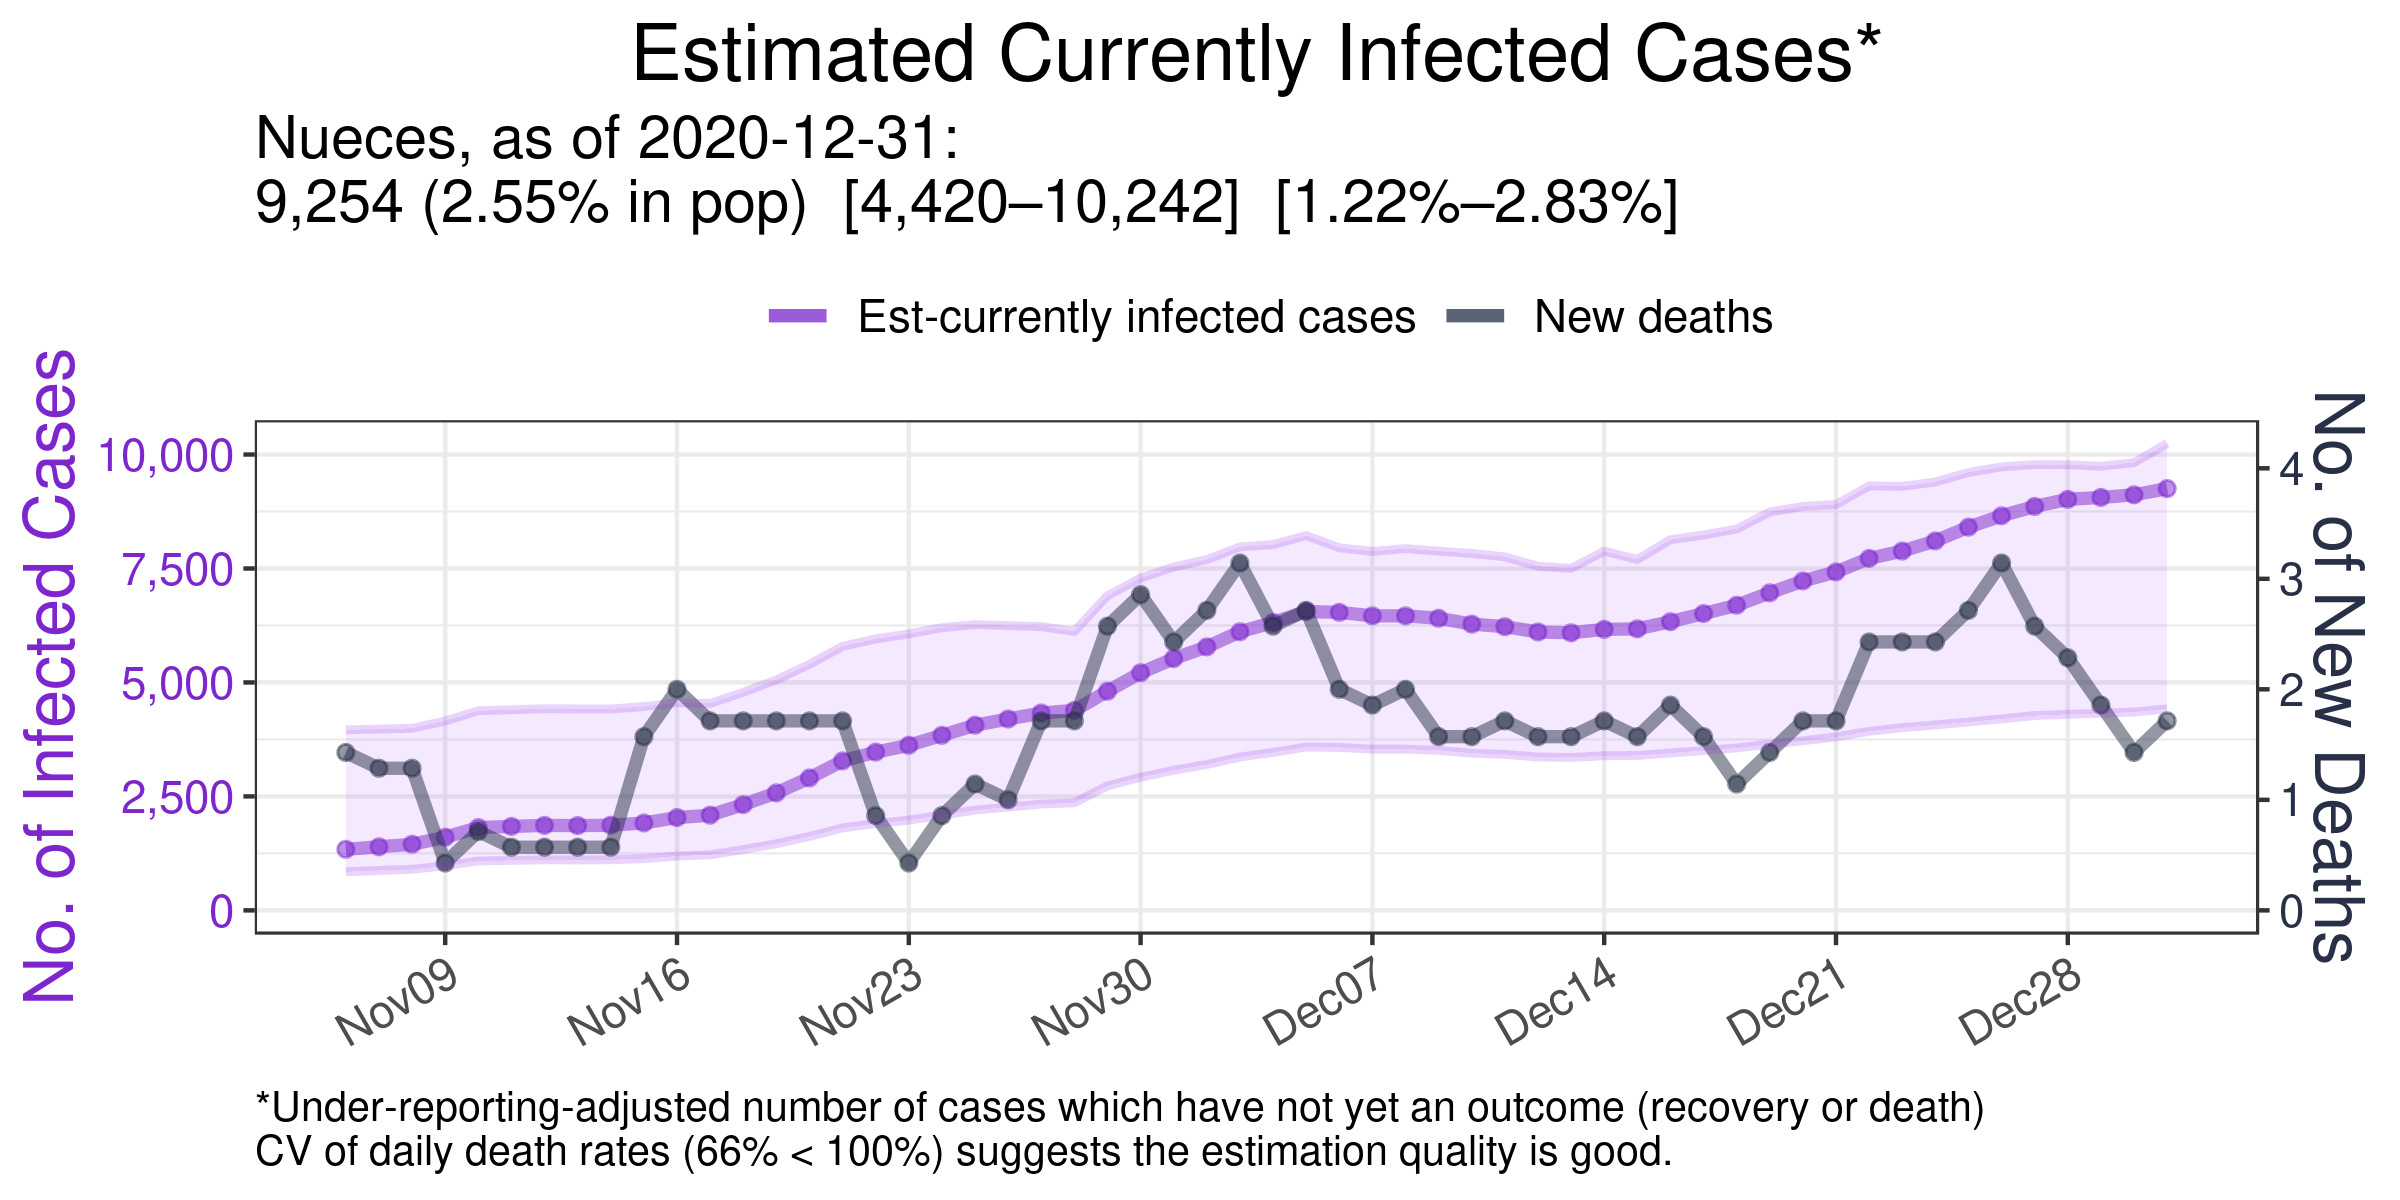 Estimated Currently Infected Cases*
Nueces, as of 2020-12-31:
9,254 (2.55% in pop)  [4,420–10,242]  [1.22%–2.83%]
Est-currently infected cases
New deaths
No. of Infected Cases
10,000
7,500
5,000
2,500
0
4
3
2
1
0
No. of New Deaths
Nov09
Nov16
Nov23
Nov30
Dec07
Dec14
Dec21
Dec28
*Under-reporting-adjusted number of cases which have not yet an outcome (recovery or death)
CV of daily death rates (66% < 100%) suggests the estimation quality is good.